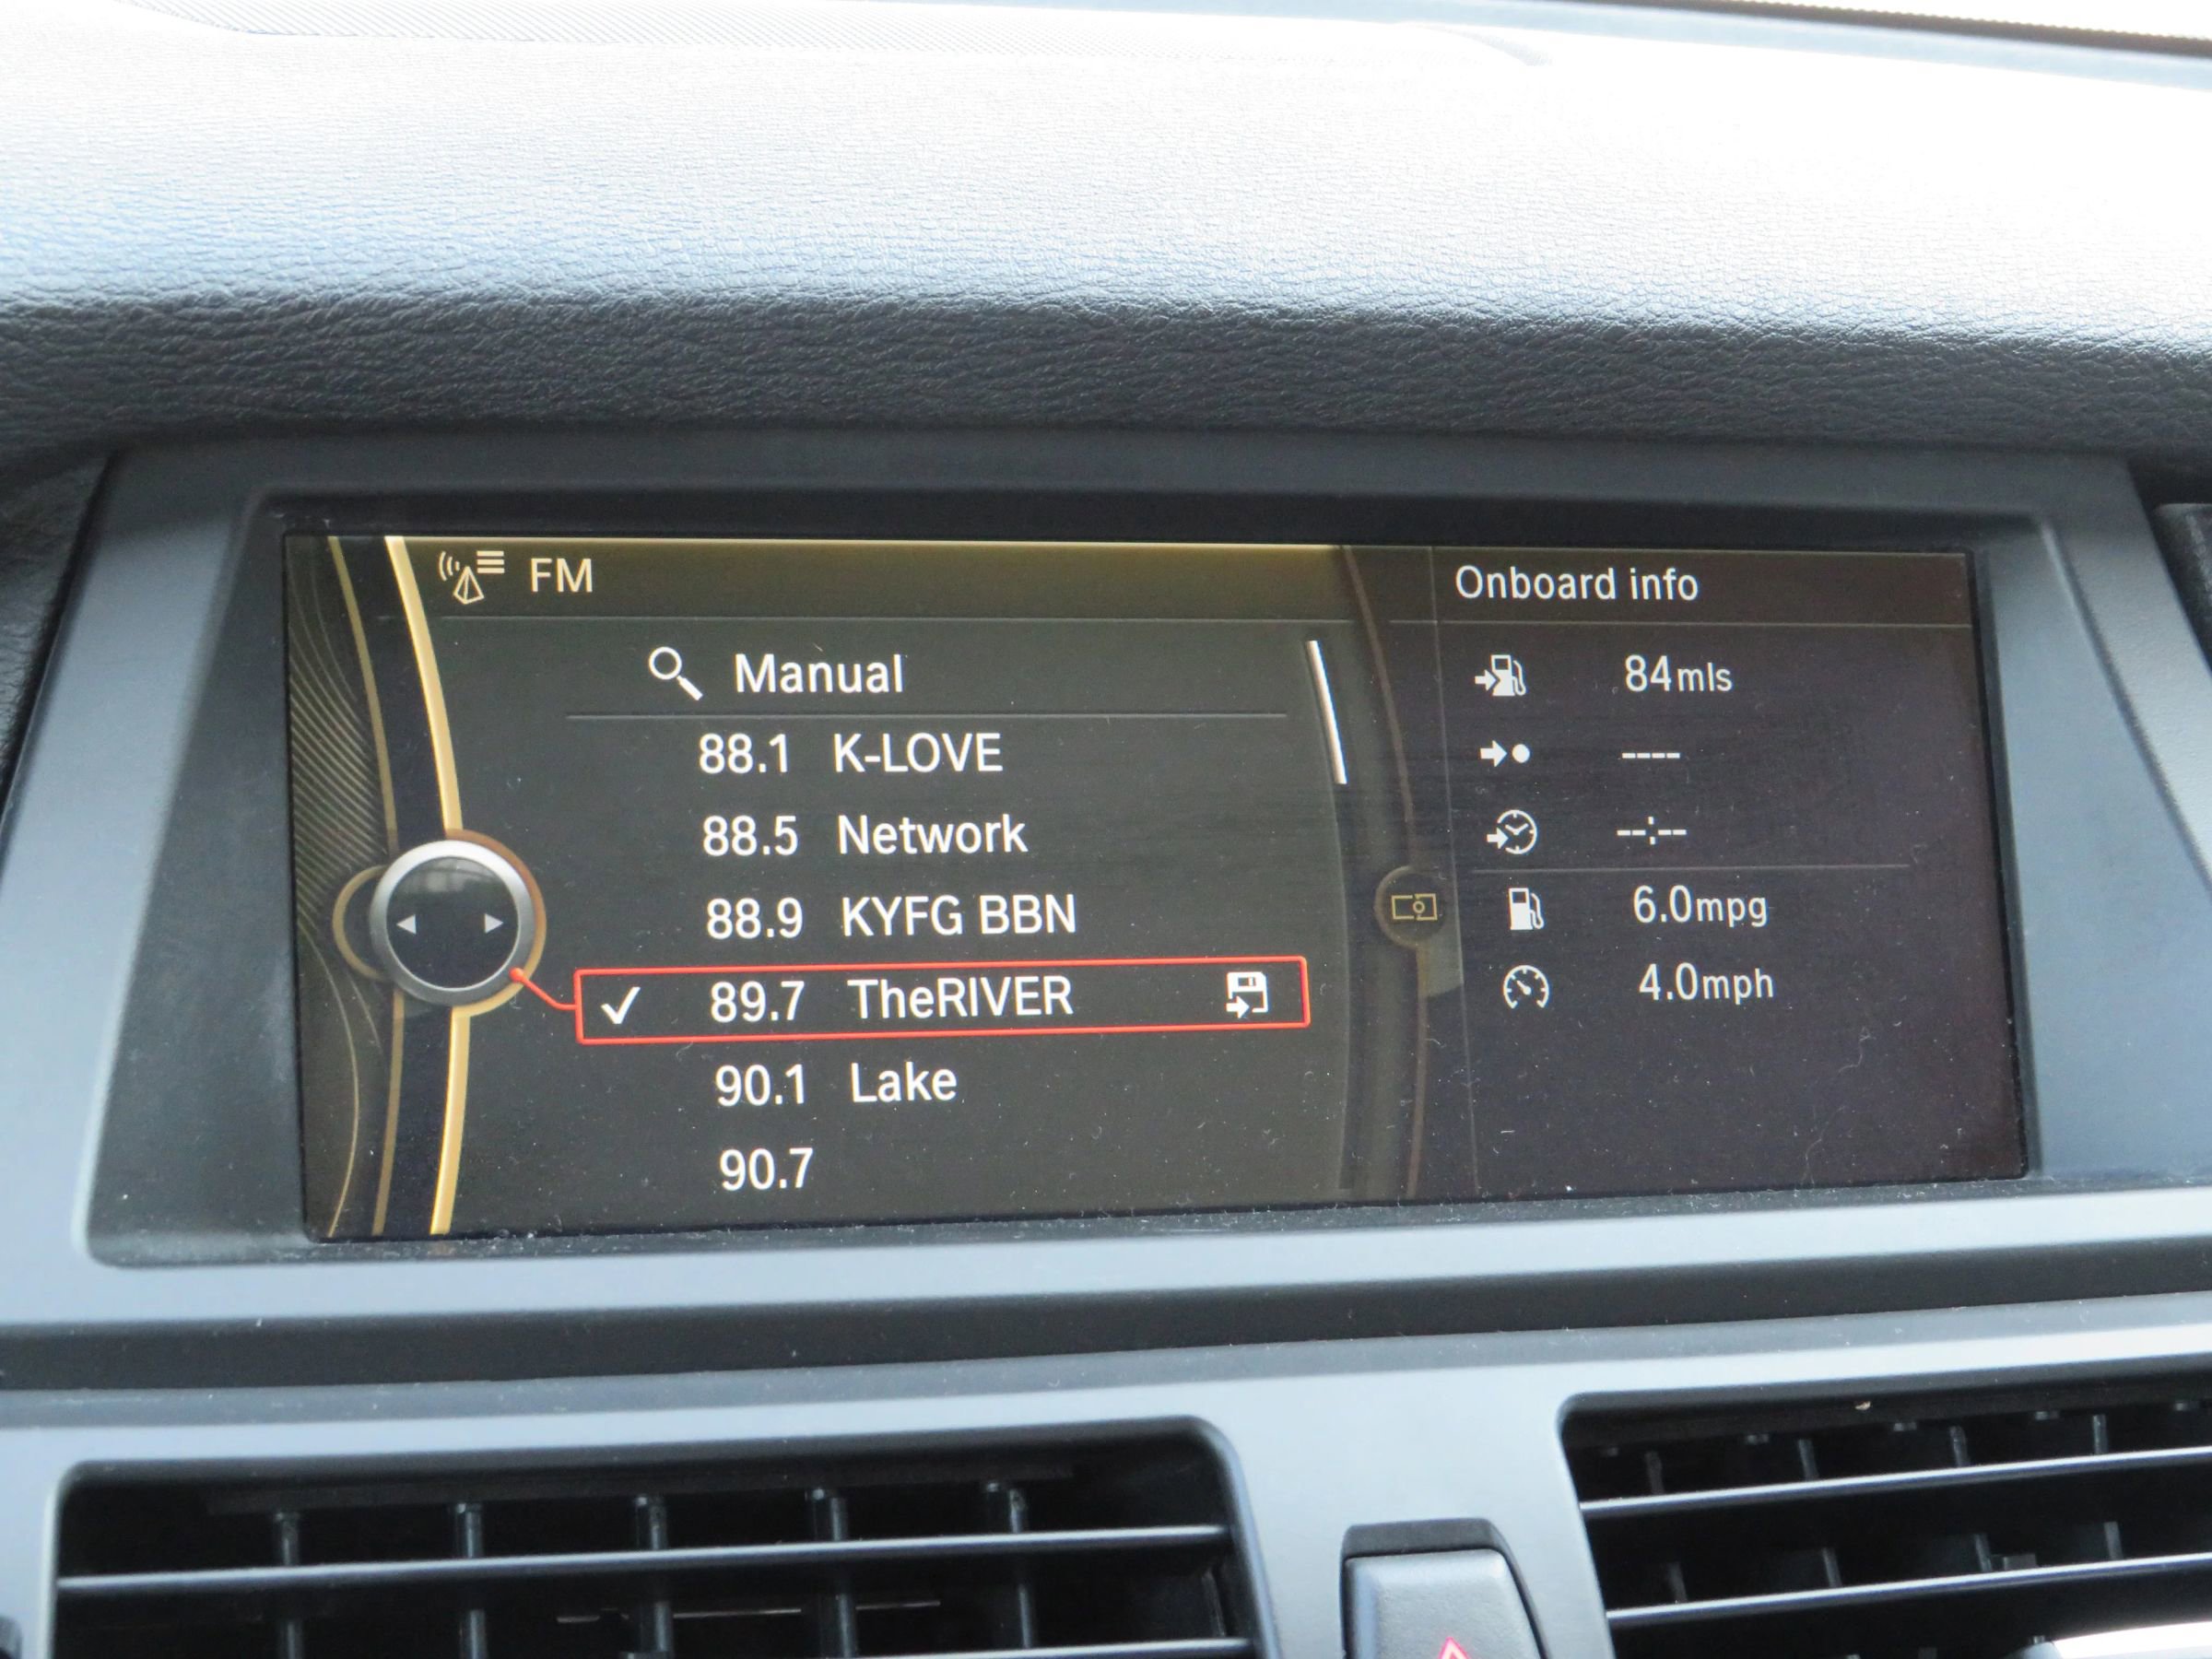 FM
Manual
88.1 K-LOVE
88.5 Network
88.9 KYFG BBN
89.7 TheRIVER
90.1 Lake
90.7
Onboard info
84mls
----
--:--
6.0mpg
4.0mph